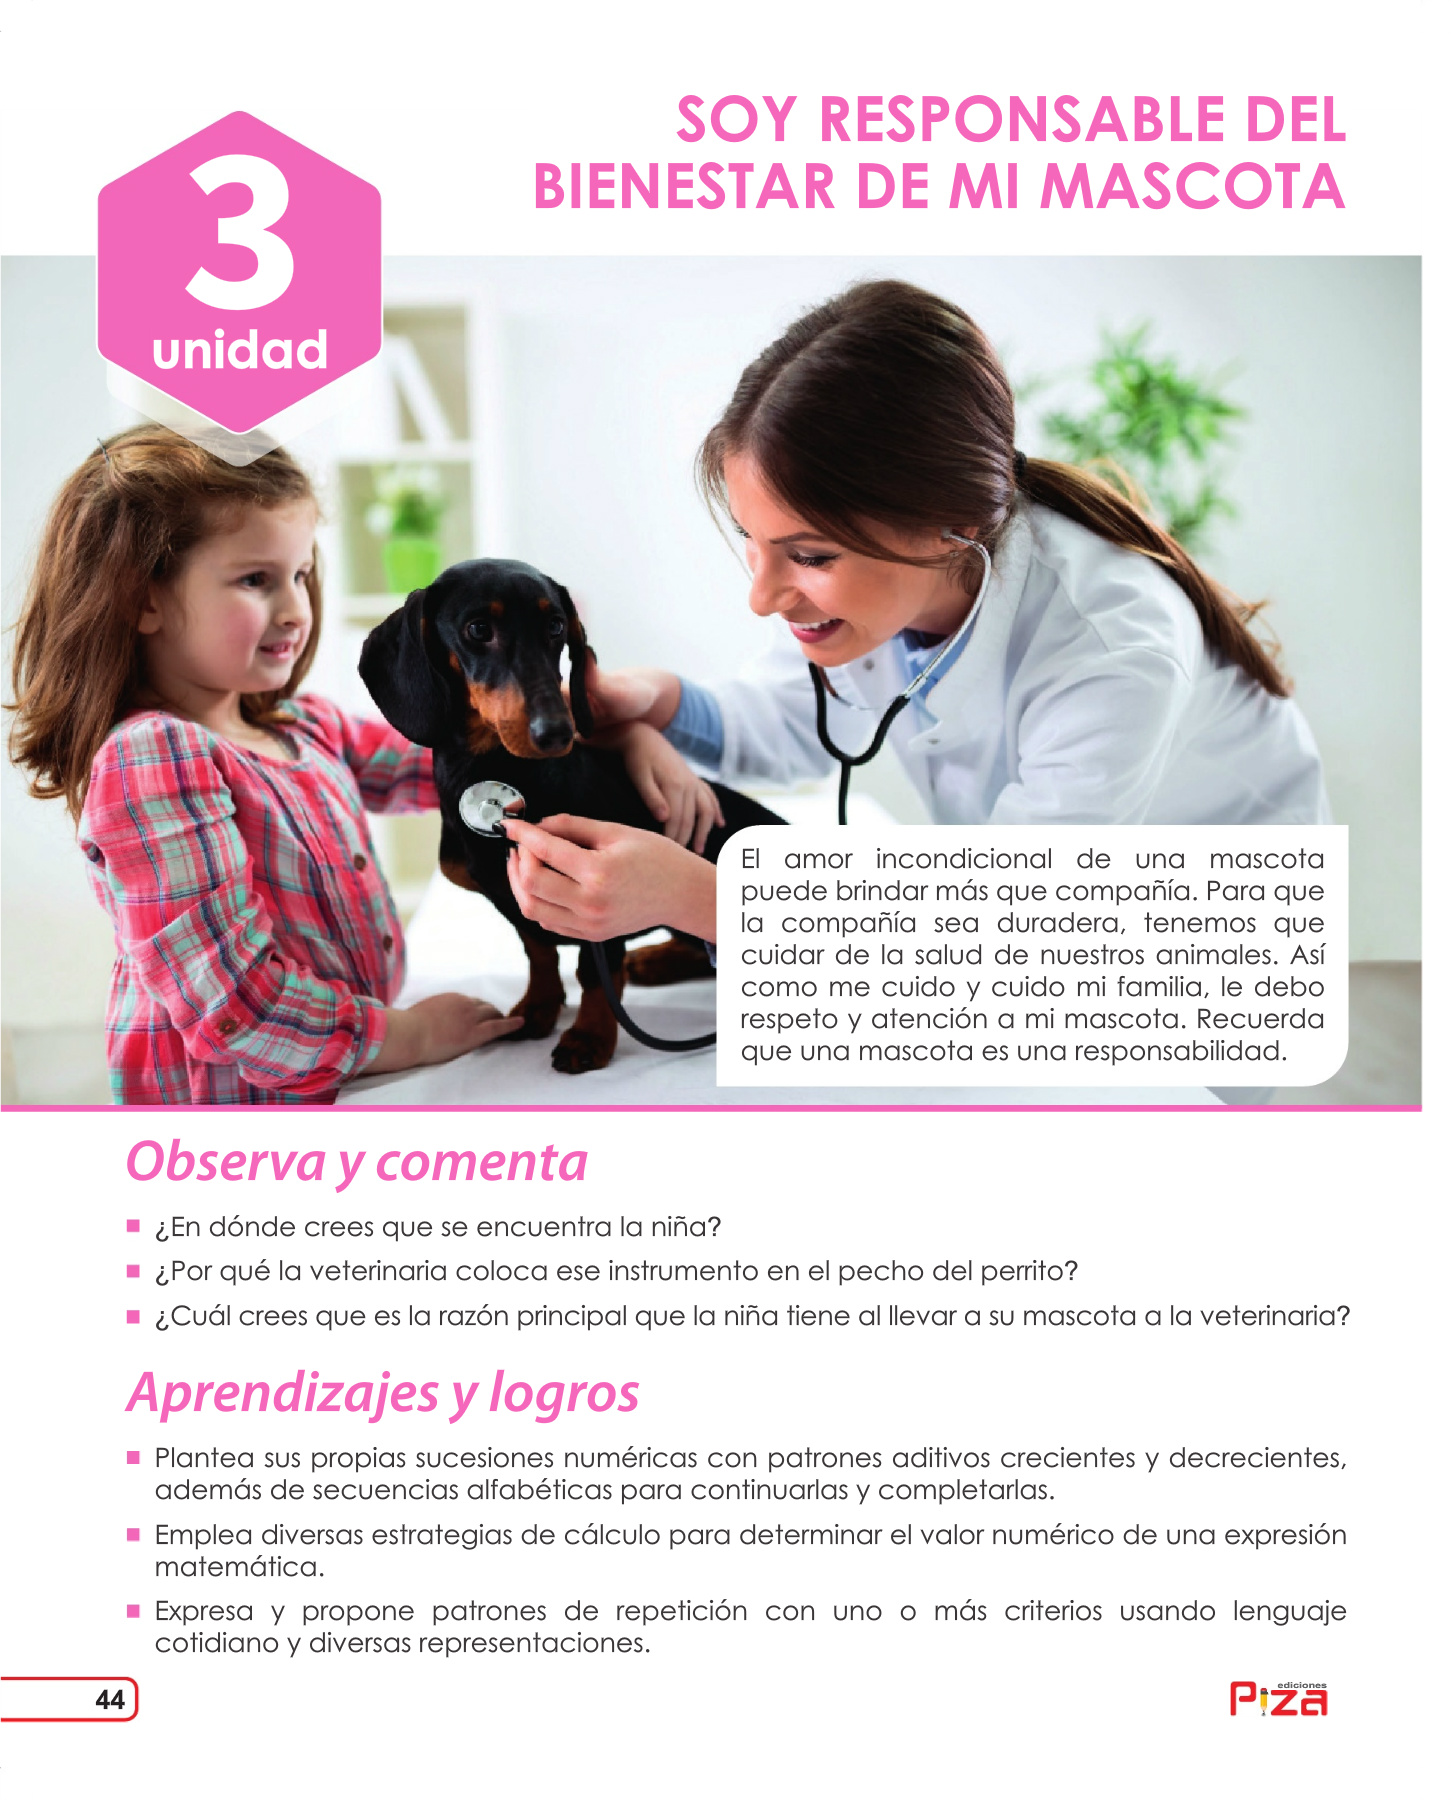 SOY RESPONSABLE DEL
BIENESTAR DE MI MASCOTA
3
unidad
El amor incondicional de una mascota
puede brindar más que compañía. Para que
la compañía sea duradera, tenemos que
cuidar de la salud de nuestros animales. Así
como me cuido y cuido mi familia, le debo
respeto y atención a mi mascota. Recuerda
que una mascota es una responsabilidad.
Observa y comenta
¿En dónde crees que se encuentra la niña?
¿Por qué la veterinaria coloca ese instrumento en el pecho del perrito?
¿Cuál crees que es la razón principal que la niña tiene al llevar a su mascota a la veterinaria?
Aprendizajes y logros
Plantea sus propias sucesiones numéricas con patrones aditivos crecientes y decrecientes,
además de secuencias alfabéticas para continuarlas y completarlas.
Emplea diversas estrategias de cálculo para determinar el valor numérico de una expresión
matemática.
Expresa y propone patrones de repetición con uno o más criterios usando lenguaje
cotidiano y diversas representaciones.
44
ediciones
Piza